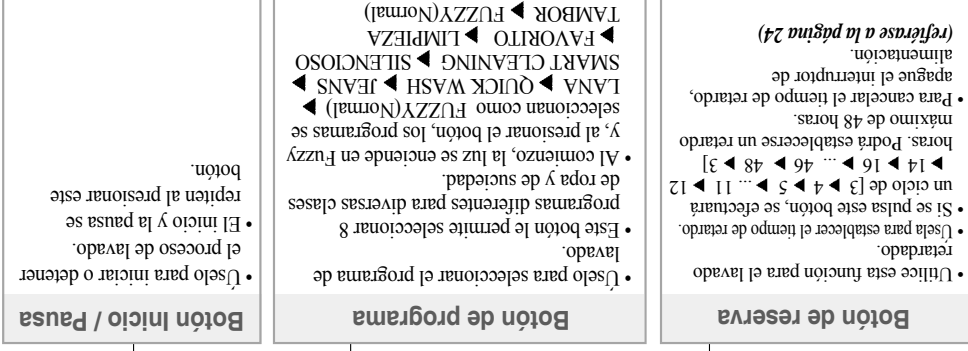 Botón de reserva
• Utilice esta función para el lavado
retardado.
• Úsela para establecer el tiempo de retardo.
• Si se pulsa este botón, se efectuará
un ciclo de [3 ▶ 4 ▶ 5 ▶ ... 11 ▶ 12
▶ 14 ▶ 16 ▶ ... 46 ▶ 48 ▶ 3]
horas. Podrá establecerse un retardo
máximo de 48 horas.
• Para cancelar el tiempo de retardo,
apague el interruptor de
alimentación.
(refiérase a la página 24)
Botón de programa
• Úselo para seleccionar el programa de
lavado.
• Este botón le permite seleccionar 8
programas diferentes para diversas clases
de ropa y de suciedad.
• Al comienzo, la luz se enciende en Fuzzy
y, al presionar el botón, los programas se
seleccionan como FUZZY(Normal) ▶
LANA ▶ QUICK WASH ▶ JEANS ▶
SMART CLEANING ▶ SILENCIOSO
▶ FAVORITO ▶ LIMPIEZA
TAMBOR ▶ FUZZY(Normal)
Botón Inicio / Pausa
• Úselo para iniciar o detener
el proceso de lavado.
• El inicio y la pausa se
repiten al presionar este
botón.